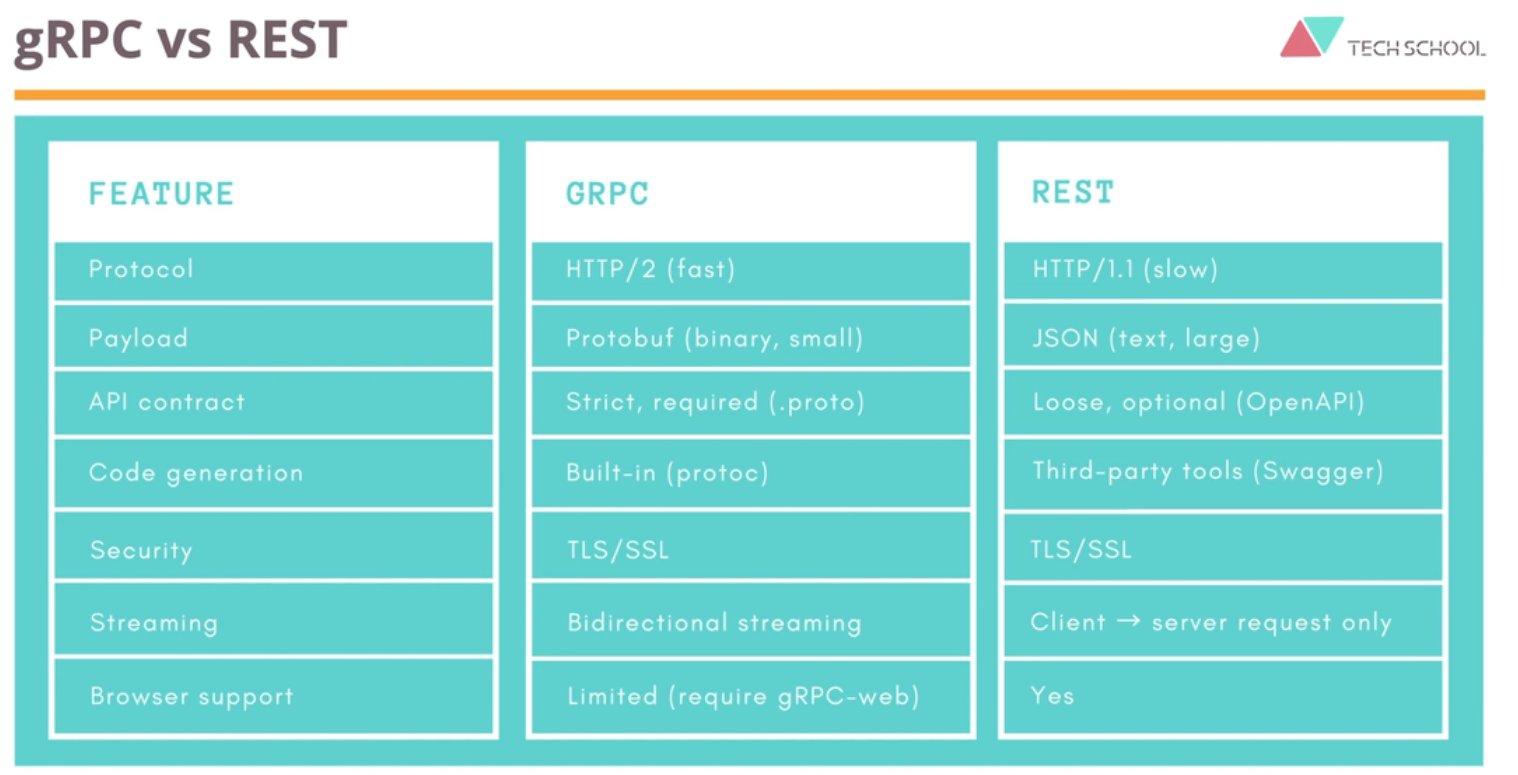 gRPC vs REST
TECH SCHOOL
FEATURE GRPC REST
Protocol HTTP/2 (fast) HTTP/1.1 (slow)
Payload Protobuf (binary, small) JSON (text, large)
API contract Strict, required (.proto) Loose, optional (OpenAPI)
Code generation Built-in (protoc) Third-party tools (Swagger)
Security TLS/SSL TLS/SSL
Streaming Bidirectional streaming Client → server request only
Browser support Limited (require gRPC-web) Yes